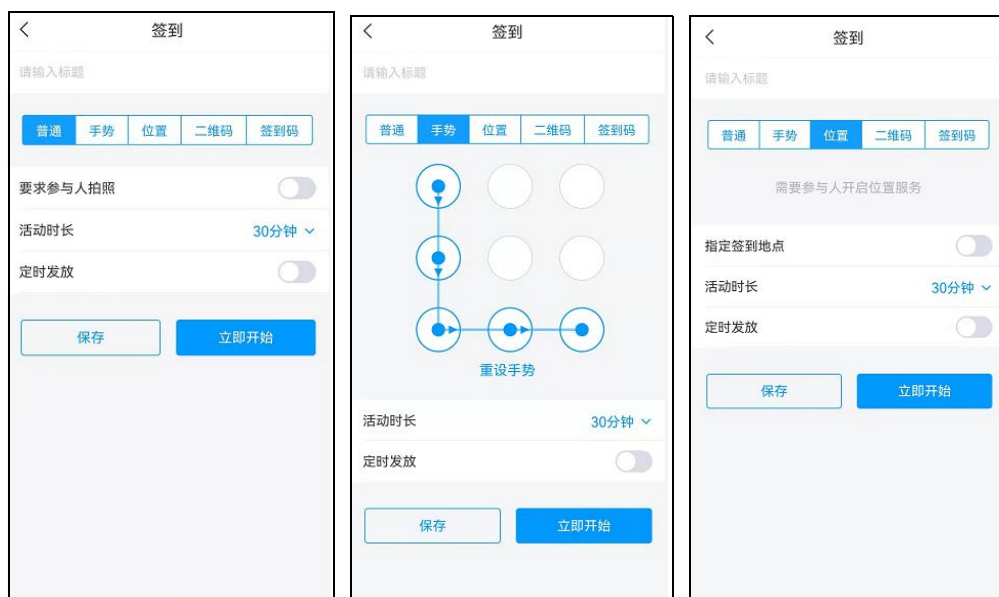 签到
请输入标题
普通 手势 位置 二维码 签到码
要求参与人拍照
活动时长 30分钟
定时发放
保存 立即开始
签到
请输入标题
普通 手势 位置 二维码 签到码
重设手势
活动时长 30分钟
定时发放
保存 立即开始
签到
请输入标题
普通 手势 位置 二维码 签到码
需要参与人开启位置服务
指定签到地点
活动时长 30分钟
定时发放
保存 立即开始